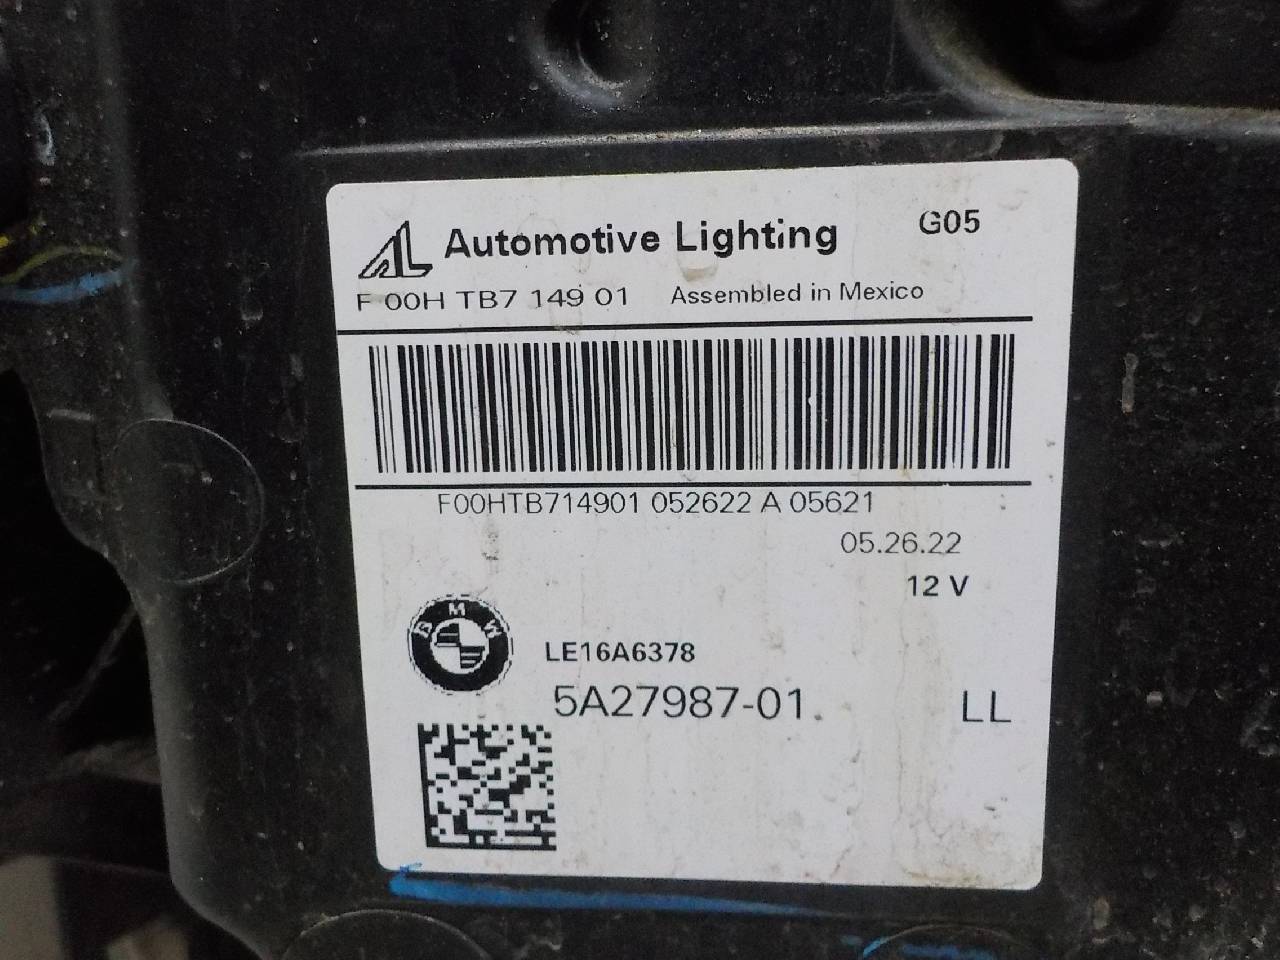 AL Automotive Lighting G05
F 00H TB7 149 01 Assembled in Mexico
F00HTB714901 052622 A 05621
05.26.22
12 V
BMW
LE16A6378
5A27987-01 LL